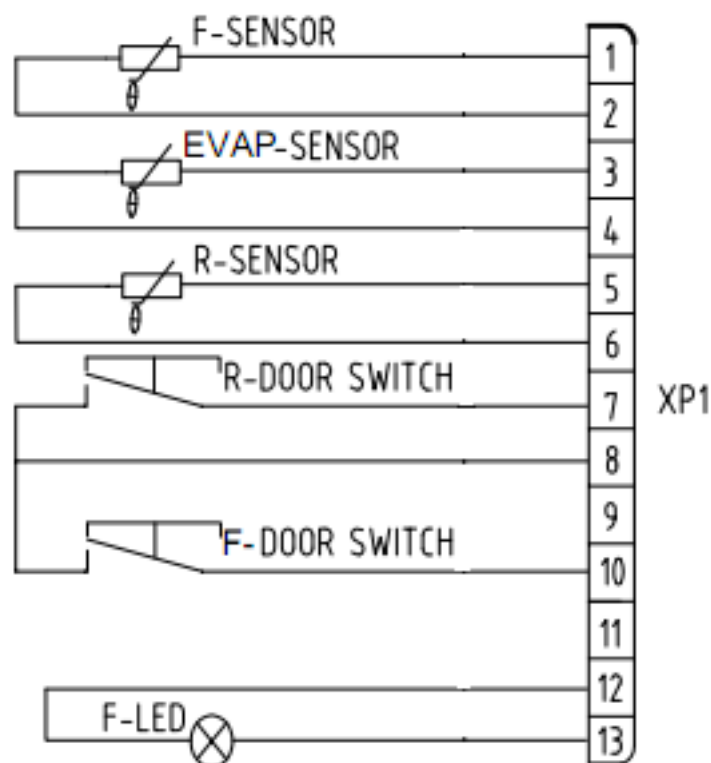 F-SENSOR
1
2
EVAP-SENSOR
3
4
R-SENSOR
5
6
R-DOOR SWITCH
7
XP1
8
9
F-DOOR SWITCH
10
11
12
F-LED
13